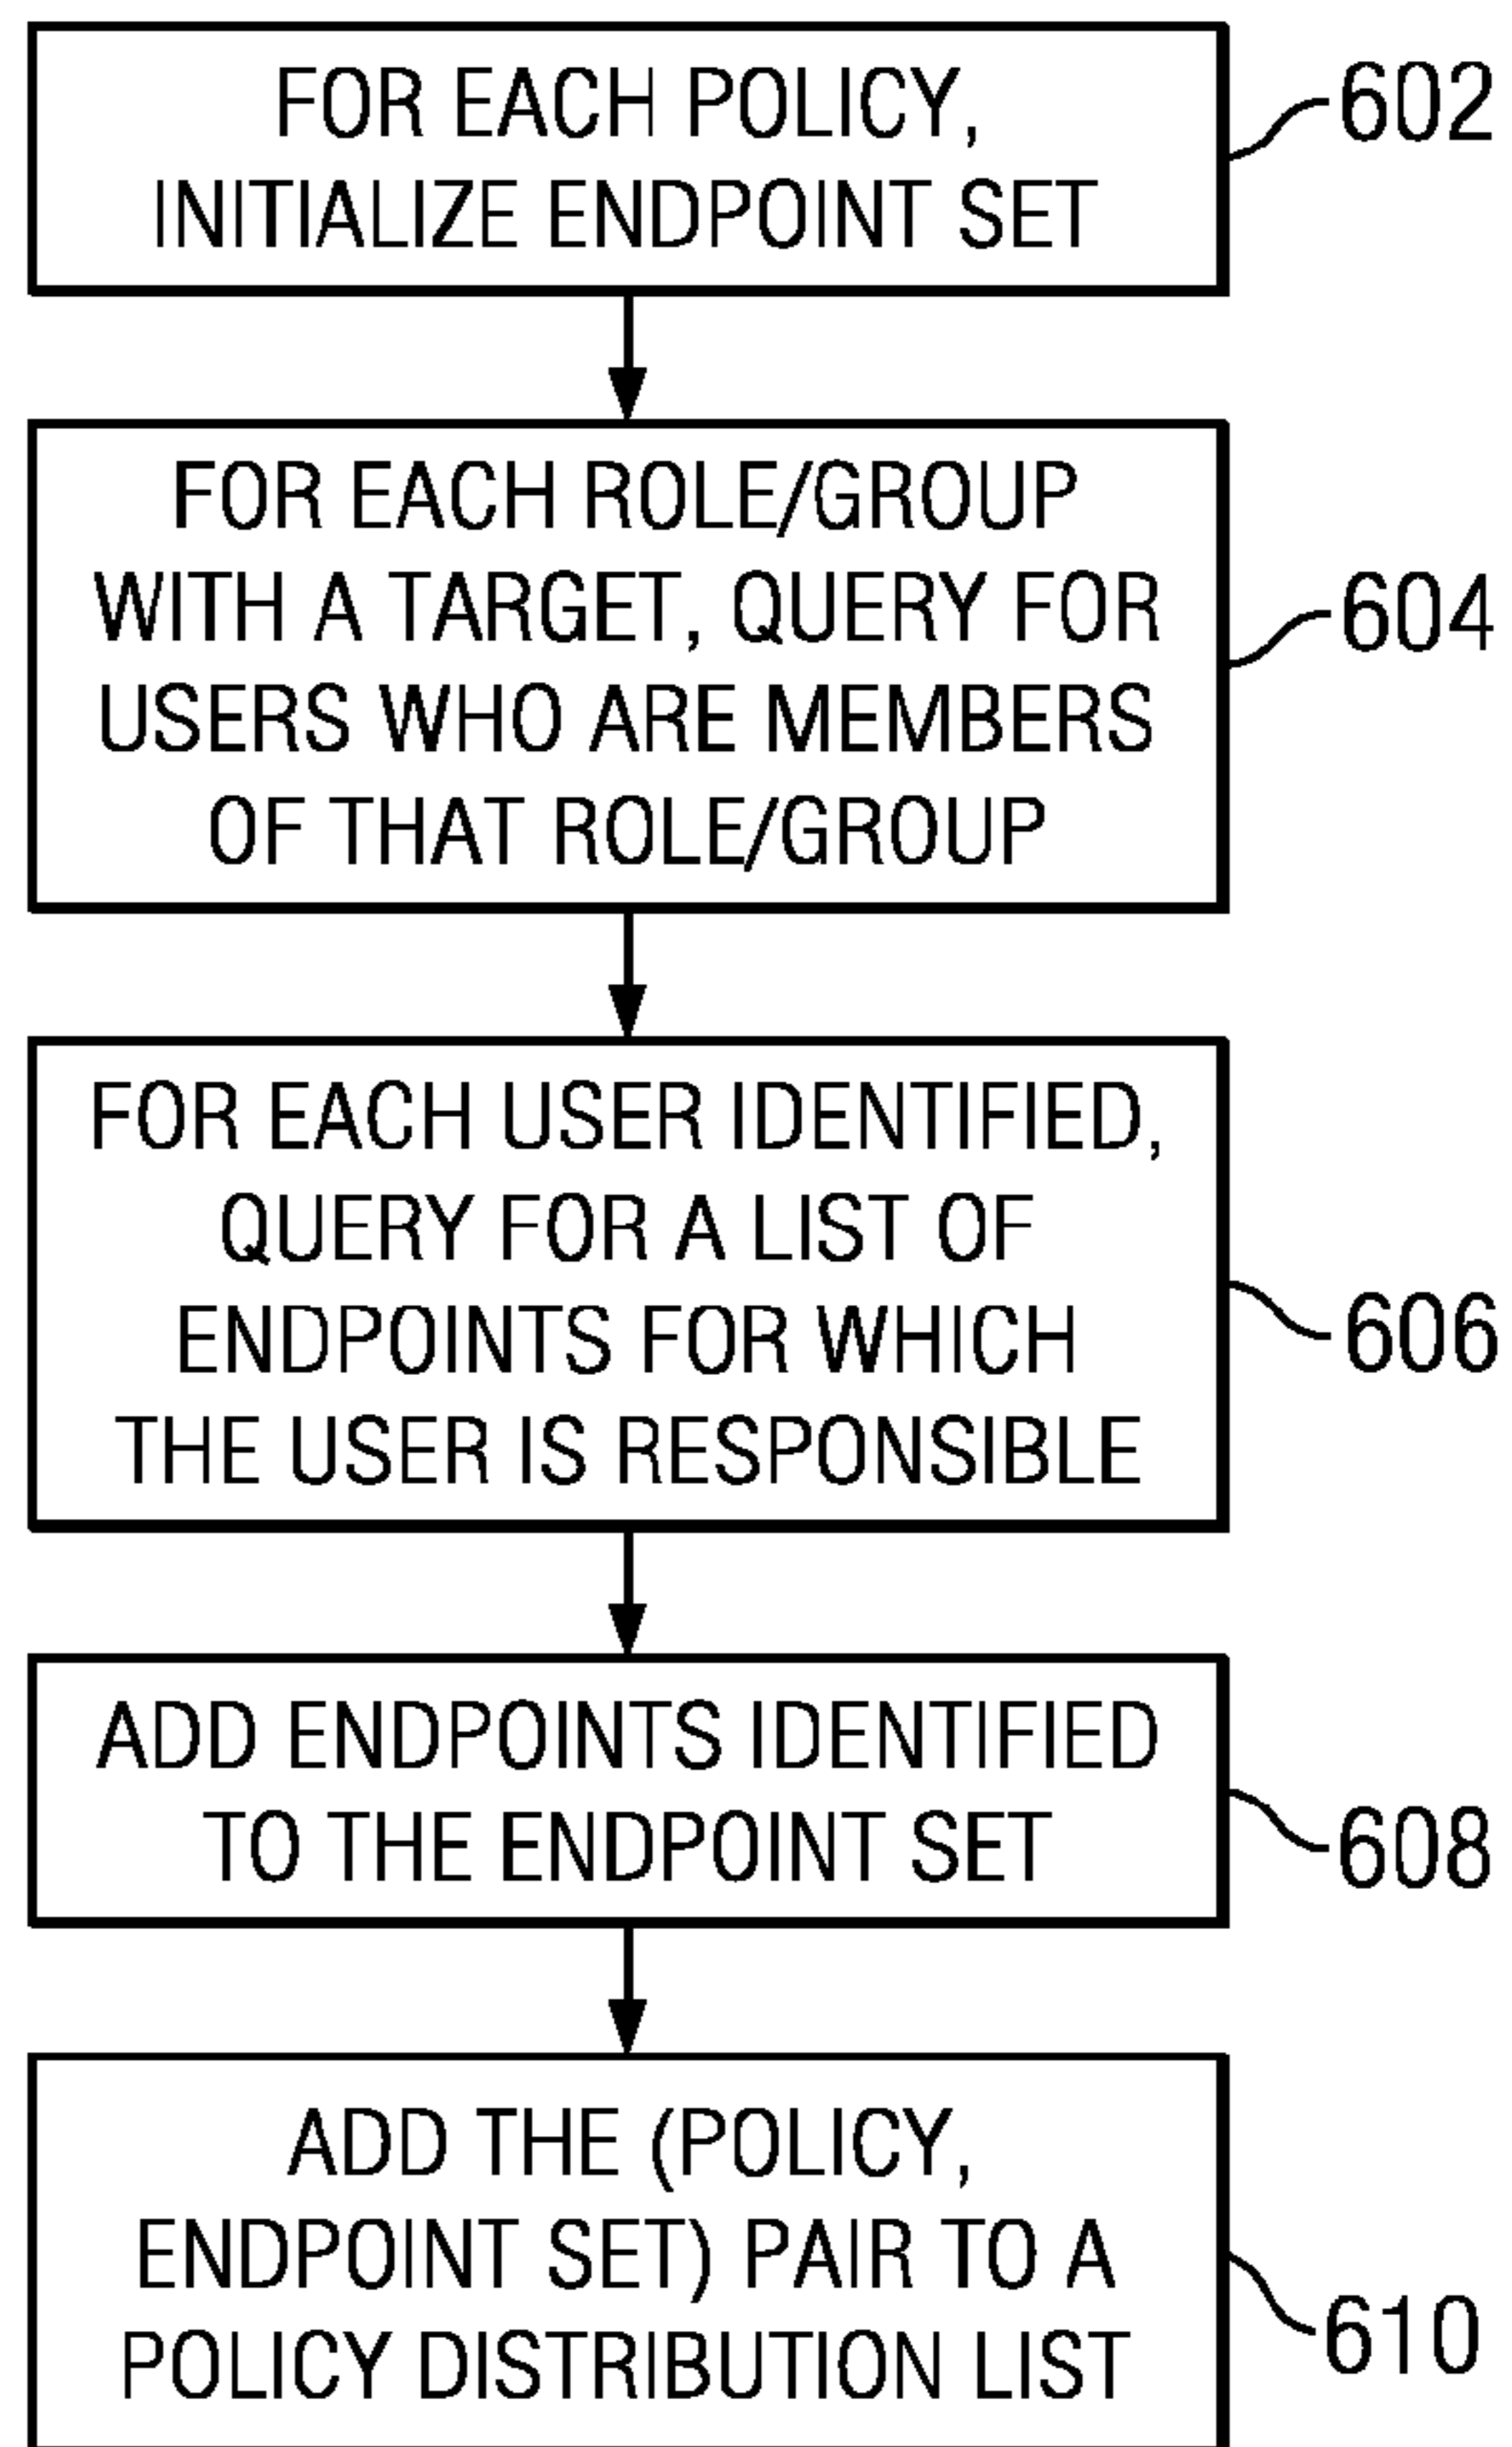 FOR EACH POLICY,
INITIALIZE ENDPOINT SET
602
FOR EACH ROLE/GROUP
WITH A TARGET, QUERY FOR
USERS WHO ARE MEMBERS
OF THAT ROLE/GROUP
604
FOR EACH USER IDENTIFIED,
QUERY FOR A LIST OF
ENDPOINTS FOR WHICH
THE USER IS RESPONSIBLE
606
ADD ENDPOINTS IDENTIFIED
TO THE ENDPOINT SET
608
ADD THE (POLICY,
ENDPOINT SET) PAIR TO A
POLICY DISTRIBUTION LIST
610